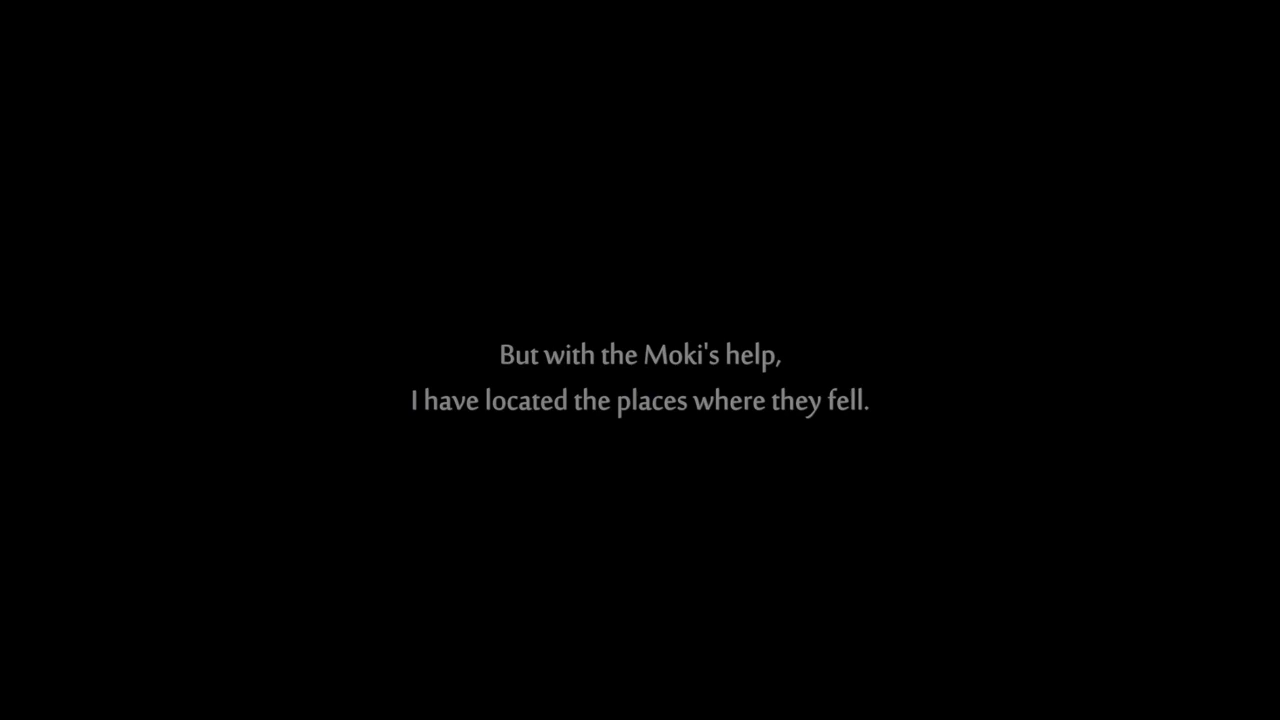 But with the Moki's help,
I have located the places where they fell.